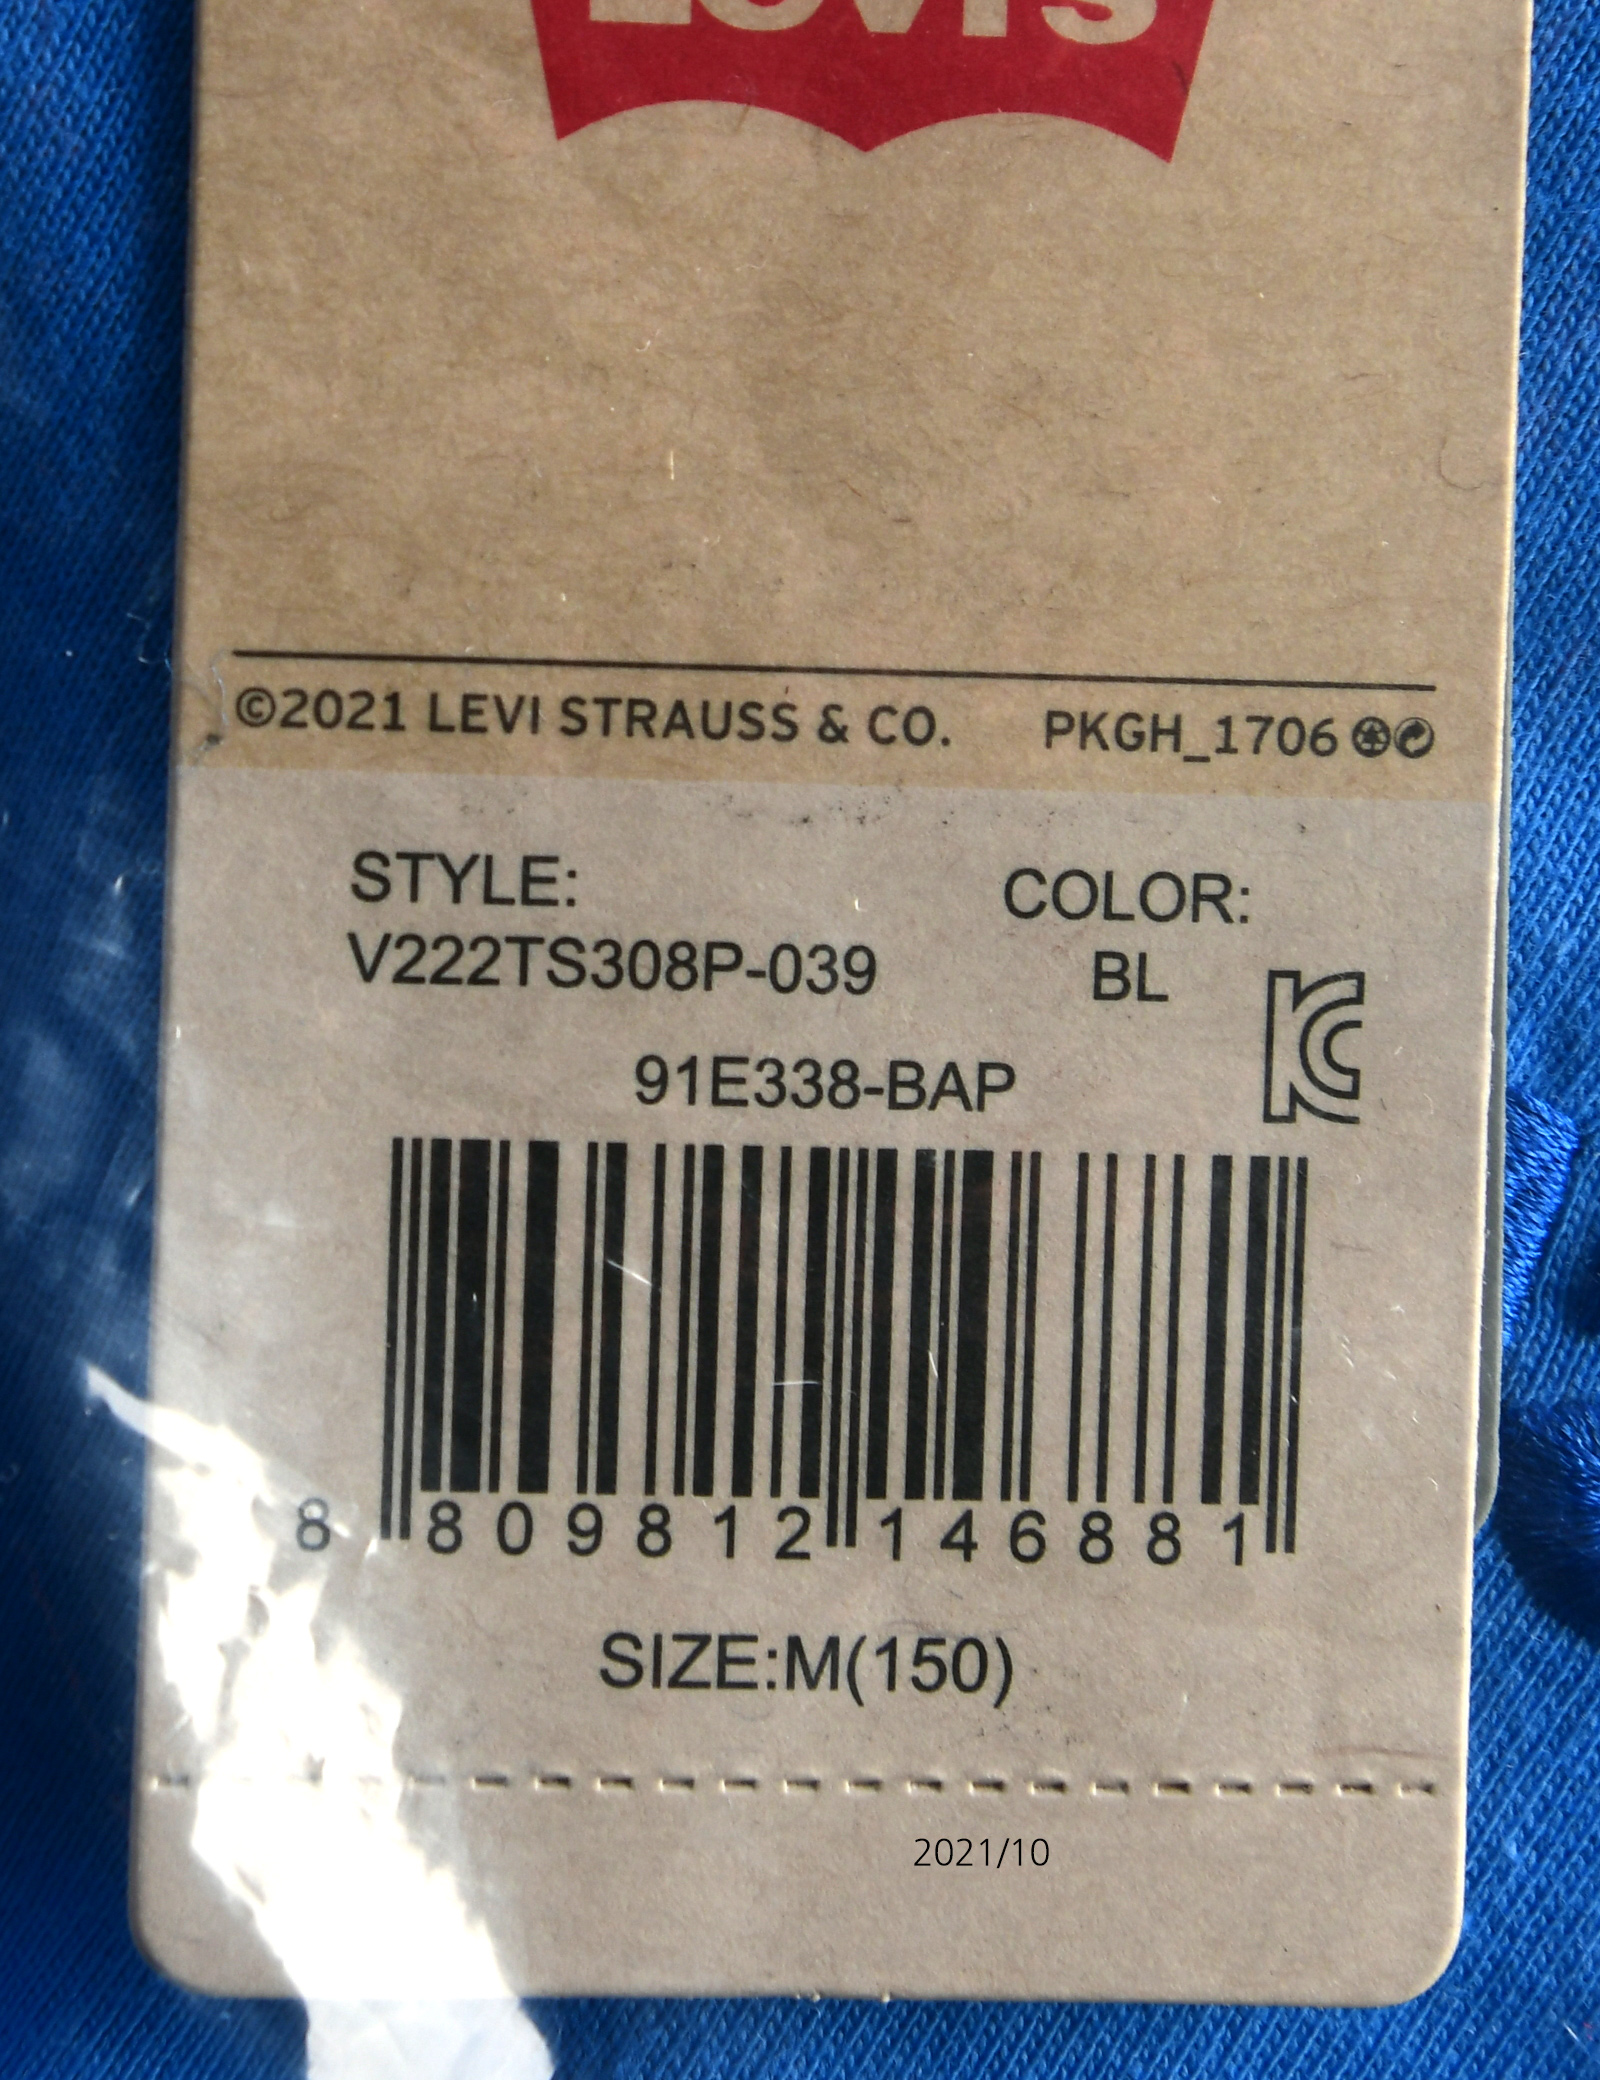 LEVI'S
©2021 LEVI STRAUSS & CO. PKGH_1706
STYLE: COLOR:
V222TS308P-039 BL
91E338-BAP
8 809812 146881
SIZE:M(150)
2021/10